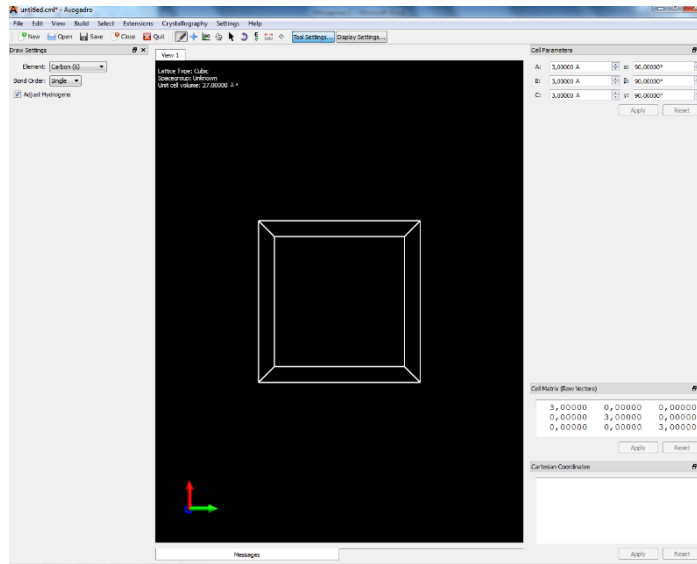 untitled.cml* - Avogadro
File Edit View Build Select Extensions Crystallography Settings Help
New Open Save Close Quit Tool Settings... Display Settings...
Draw Settings
Element: Carbon (6)
Bond Order: Single
Adjust Hydrogens
View 1
Lattice Type: Cubic
Spacegroup: Unknown
Unit cell volume: 27.00000 Å³
Messages
Cell Parameters
A: 3,00000 Å α: 90,00000°
B: 3,00000 Å β: 90,00000°
C: 3,00000 Å γ: 90,00000°
Apply Reset
Cell Matrix (Row Vectors)
3,00000 0,00000 0,00000
0,00000 3,00000 0,00000
0,00000 0,00000 3,00000
Apply Reset
Cartesian Coordinates
Apply Reset